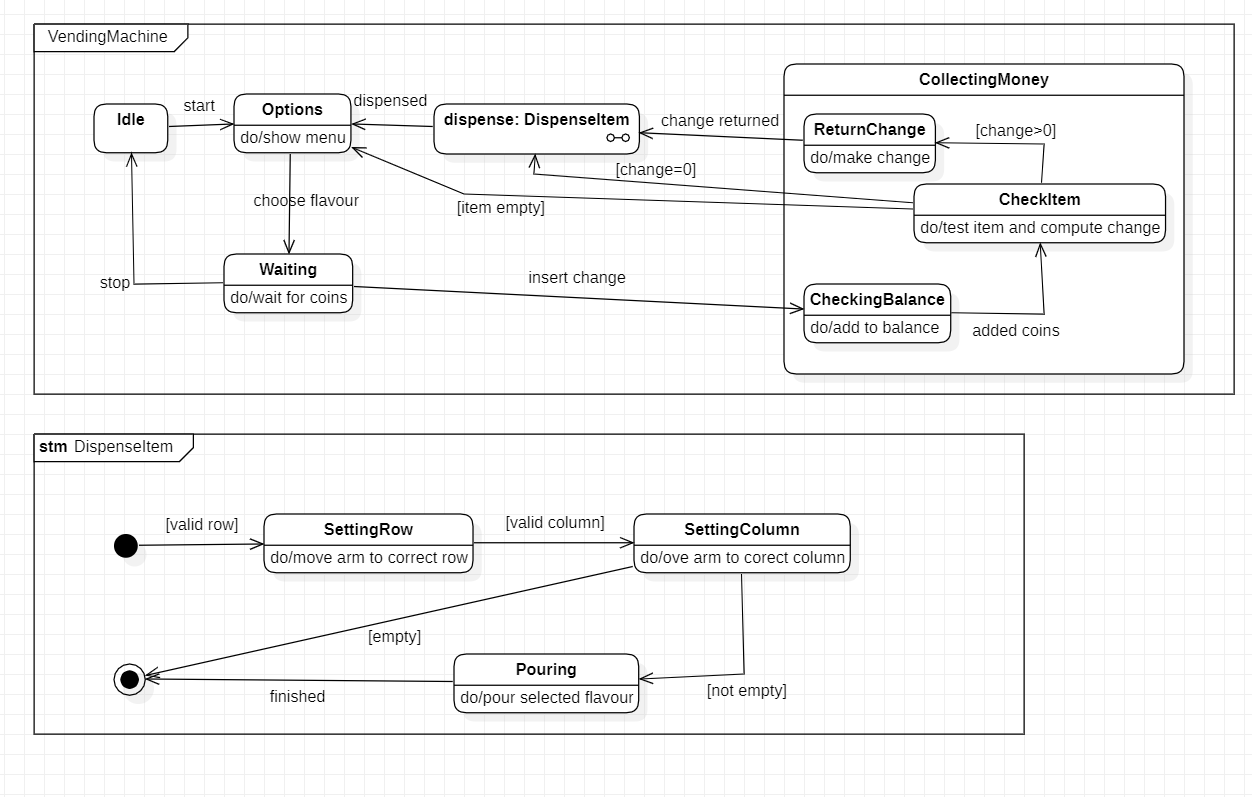 VendingMachine
CollectingMoney
Idle
start
Options
do/show menu
dispensed
dispense: DispenseItem
change returned
ReturnChange
do/make change
[change>0]
[change=0]
CheckItem
do/test item and compute change
choose flavour
[item empty]
Waiting
do/wait for coins
stop
insert change
CheckingBalance
do/add to balance
added coins
stm DispenseItem
[valid row]
SettingRow
do/move arm to correct row
[valid column]
SettingColumn
do/ove arm to corect column
[empty]
Pouring
do/pour selected flavour
finished
[not empty]